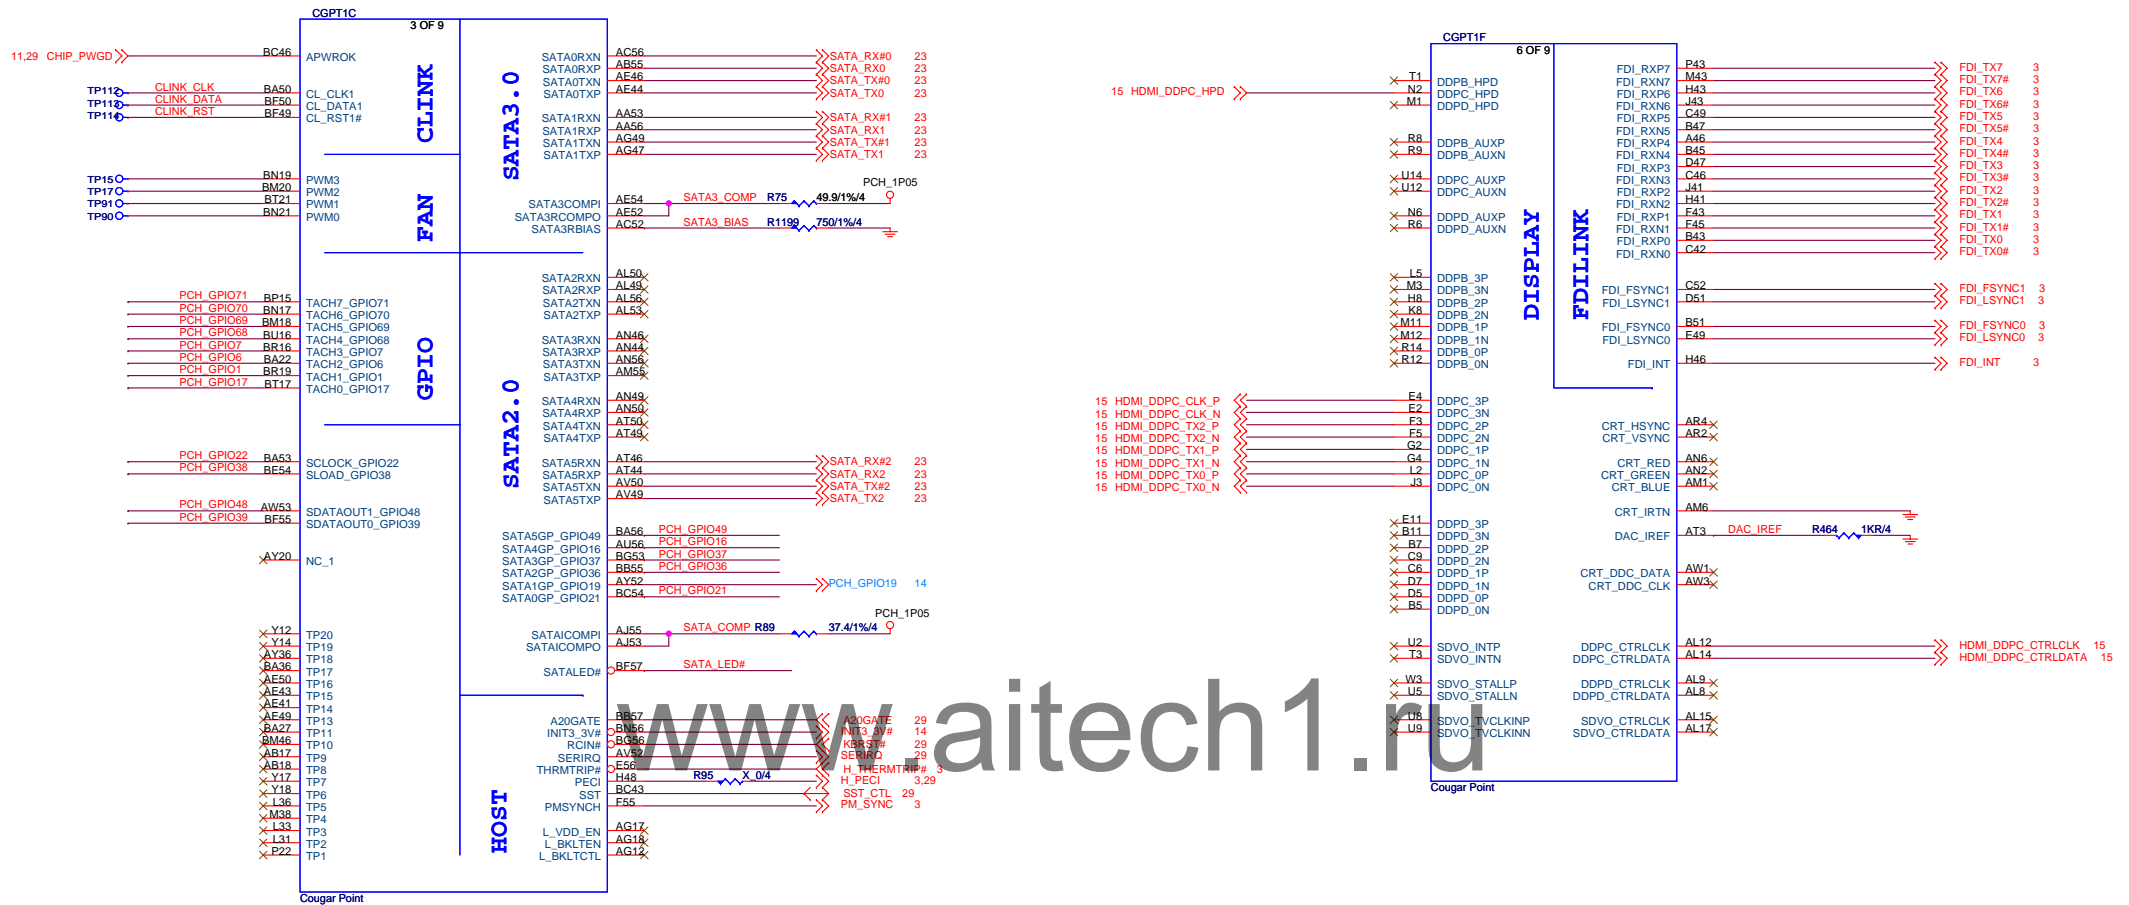 CGPT1C
3 OF 9
11,29 CHIP_PWGD BC46 APWROK
TP112 CLINK_CLK BA50 CL_CLK1
TP113 CLINK_DATA BF50 CL_DATA1
TP114 CLINK_RST BF49 CL_RST1#
CLINK
TP15 BN19 PWM3
TP17 BM20 PWM2
TP91 BT21 PWM1
TP90 BN21 PWM0
FAN
PCH_GPIO71 BP15 TACH7_GPIO71
PCH_GPIO70 BN17 TACH6_GPIO70
PCH_GPIO69 BM18 TACH5_GPIO69
PCH_GPIO68 BU16 TACH4_GPIO68
PCH_GPIO7 BR16 TACH3_GPIO7
PCH_GPIO6 BA22 TACH2_GPIO6
PCH_GPIO1 BR19 TACH1_GPIO1
PCH_GPIO17 BT17 TACH0_GPIO17
GPIO
PCH_GPIO22 BA53 SCLOCK_GPIO22
PCH_GPIO38 BE54 SLOAD_GPIO38
PCH_GPIO48 AW53 SDATAOUT1_GPIO48
PCH_GPIO39 BF55 SDATAOUT0_GPIO39
AY20 NC_1
Y12 TP20
Y14 TP19
AY36 TP18
BA36 TP17
AE50 TP16
AE43 TP15
AE41 TP14
AE49 TP13
BA27 TP11
BM46 TP10
AB17 TP9
AB18 TP8
Y17 TP7
Y18 TP6
L36 TP5
M38 TP4
L33 TP3
L31 TP2
P22 TP1
Cougar Point
SATA3.0
SATA0RXN AC56 SATA_RX#0 23
SATA0RXP AB55 SATA_RX0 23
SATA0TXN AE46 SATA_TX#0 23
SATA0TXP AE44 SATA_TX0 23
SATA1RXN AA53 SATA_RX#1 23
SATA1RXP AA56 SATA_RX1 23
SATA1TXN AG49 SATA_TX#1 23
SATA1TXP AG47 SATA_TX1 23
PCH_1P05
SATA3COMPI AE54 SATA3_COMP R75 49.9/1%/4
SATA3RCOMPO AE52
SATA3RBIAS AC52 SATA3_BIAS R1199 750/1%/4
SATA2.0
SATA2RXN AL50
SATA2RXP AL49
SATA2TXN AL56
SATA2TXP AL53
SATA3RXN AN46
SATA3RXP AN44
SATA3TXN AN56
SATA3TXP AM55
SATA4RXN AN49
SATA4RXP AN50
SATA4TXN AT50
SATA4TXP AT49
SATA5RXN AT46 SATA_RX#2 23
SATA5RXP AT44 SATA_RX2 23
SATA5TXN AV50 SATA_TX#2 23
SATA5TXP AV49 SATA_TX2 23
SATA5GP_GPIO49 BA56 PCH_GPIO49
SATA4GP_GPIO16 AU56 PCH_GPIO16
SATA3GP_GPIO37 BG53 PCH_GPIO37
SATA2GP_GPIO36 BB55 PCH_GPIO36
SATA1GP_GPIO19 AY52 PCH_GPIO19 14
SATA0GP_GPIO21 BC54 PCH_GPIO21
PCH_1P05
SATAICOMPI AJ55 SATA_COMP R89 37.4/1%/4
SATAICOMPO AJ53
SATALED# BF57 SATA_LED#
HOST
A20GATE BB57 A20GATE 29
INIT3_3V# BN56 INIT3_3V# 14
RCIN# BG56 KBRST# 29
SERIRQ AV52 SERIRQ 29
THRMTRIP# E56 H_THERMTRIP# 3
PECI H48 R95 X_0/4 H_PECI 3,29
SST BC43 SST_CTL 29
PMSYNCH F55 PM_SYNC 3
L_VDD_EN AG17
L_BKLTEN AG18
L_BKLTCTL AG12
www.aitech1.ru
CGPT1F
6 OF 9
T1 DDPB_HPD
15 HDMI_DDPC_HPD N2 DDPC_HPD
M1 DDPD_HPD
R8 DDPB_AUXP
R9 DDPB_AUXN
U14 DDPC_AUXP
U12 DDPC_AUXN
N6 DDPD_AUXP
R6 DDPD_AUXN
DISPLAY
L5 DDPB_3P
M3 DDPB_3N
H8 DDPB_2P
K8 DDPB_2N
M11 DDPB_1P
M12 DDPB_1N
R14 DDPB_0P
R12 DDPB_0N
15 HDMI_DDPC_CLK_P E4 DDPC_3P
15 HDMI_DDPC_CLK_N E2 DDPC_3N
15 HDMI_DDPC_TX2_P F3 DDPC_2P
15 HDMI_DDPC_TX2_N F5 DDPC_2N
15 HDMI_DDPC_TX1_P G2 DDPC_1P
15 HDMI_DDPC_TX1_N G4 DDPC_1N
15 HDMI_DDPC_TX0_P L2 DDPC_0P
15 HDMI_DDPC_TX0_N J3 DDPC_0N
E11 DDPD_3P
B11 DDPD_3N
B7 DDPD_2P
C9 DDPD_2N
C6 DDPD_1P
D7 DDPD_1N
D5 DDPD_0P
B5 DDPD_0N
U2 SDVO_INTP
T3 SDVO_INTN
W3 SDVO_STALLP
U5 SDVO_STALLN
U8 SDVO_TVCLKINP
U9 SDVO_TVCLKINN
Cougar Point
FDILINK
FDI_RXP7 P43 FDI_TX7 3
FDI_RXN7 M43 FDI_TX7# 3
FDI_RXP6 H43 FDI_TX6 3
FDI_RXN6 J43 FDI_TX6# 3
FDI_RXP5 C49 FDI_TX5 3
FDI_RXN5 B47 FDI_TX5# 3
FDI_RXP4 A46 FDI_TX4 3
FDI_RXN4 B45 FDI_TX4# 3
FDI_RXP3 D47 FDI_TX3 3
FDI_RXN3 C46 FDI_TX3# 3
FDI_RXP2 J41 FDI_TX2 3
FDI_RXN2 H41 FDI_TX2# 3
FDI_RXP1 F43 FDI_TX1 3
FDI_RXN1 F45 FDI_TX1# 3
FDI_RXP0 B43 FDI_TX0 3
FDI_RXN0 C42 FDI_TX0# 3
FDI_FSYNC1 C52 FDI_FSYNC1 3
FDI_LSYNC1 D51 FDI_LSYNC1 3
FDI_FSYNC0 B51 FDI_FSYNC0 3
FDI_LSYNC0 E49 FDI_LSYNC0 3
FDI_INT H46 FDI_INT 3
CRT_HSYNC AR4
CRT_VSYNC AR2
CRT_RED AN6
CRT_GREEN AN2
CRT_BLUE AM1
CRT_IRTN AM6
DAC_IREF AT3 DAC_IREF R464 1KR/4
CRT_DDC_DATA AW1
CRT_DDC_CLK AW3
DDPC_CTRLCLK AL12 HDMI_DDPC_CTRLCLK 15
DDPC_CTRLDATA AL14 HDMI_DDPC_CTRLDATA 15
DDPD_CTRLCLK AL9
DDPD_CTRLDATA AL8
SDVO_CTRLCLK AL15
SDVO_CTRLDATA AL17